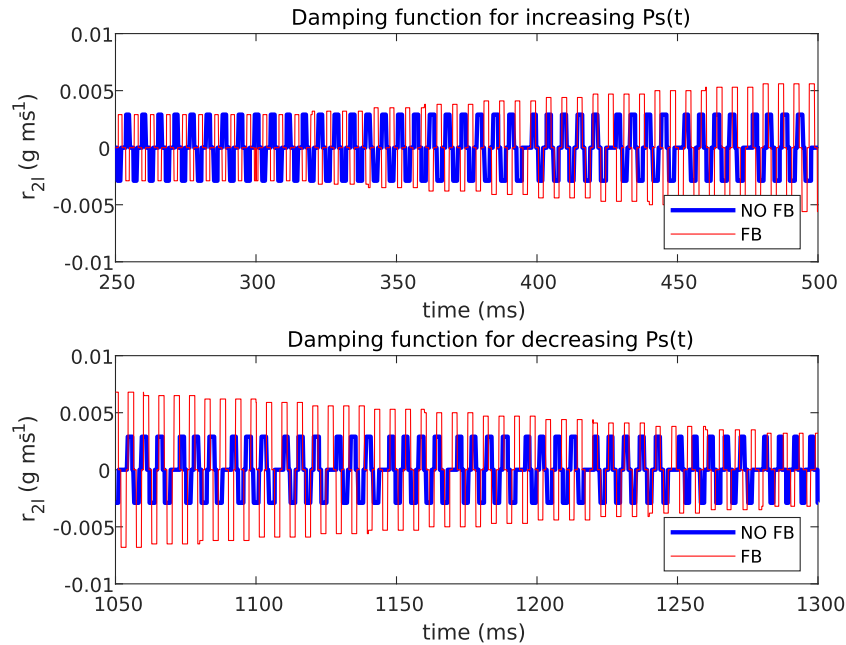 Damping function for increasing Ps(t)
0.01
0.005
0
-0.005
-0.01
r2l (g ms-1)
250
300
350
400
450
500
time (ms)
NO FB
FB
Damping function for decreasing Ps(t)
0.01
0.005
0
-0.005
-0.01
r2l (g ms-1)
1050
1100
1150
1200
1250
1300
time (ms)
NO FB
FB